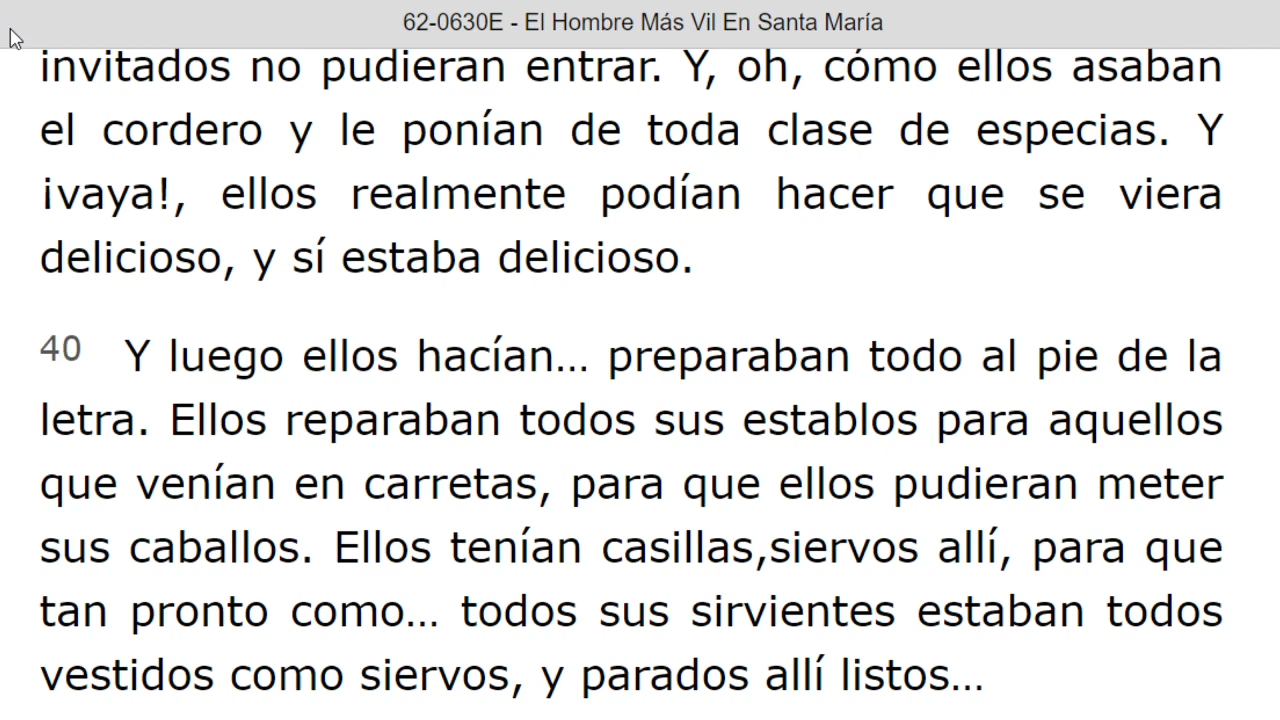 62-0630E - El Hombre Más Vil En Santa María
invitados no pudieran entrar. Y, oh, cómo ellos asaban
el cordero y le ponían de toda clase de especias. Y
¡vaya!, ellos realmente podían hacer que se viera
delicioso, y sí estaba delicioso.
40 Y luego ellos hacían... preparaban todo al pie de la
letra. Ellos reparaban todos sus establos para aquellos
que venían en carretas, para que ellos pudieran meter
sus caballos. Ellos tenían casillas,siervos allí, para que
tan pronto como... todos sus sirvientes estaban todos
vestidos como siervos, y parados allí listos...